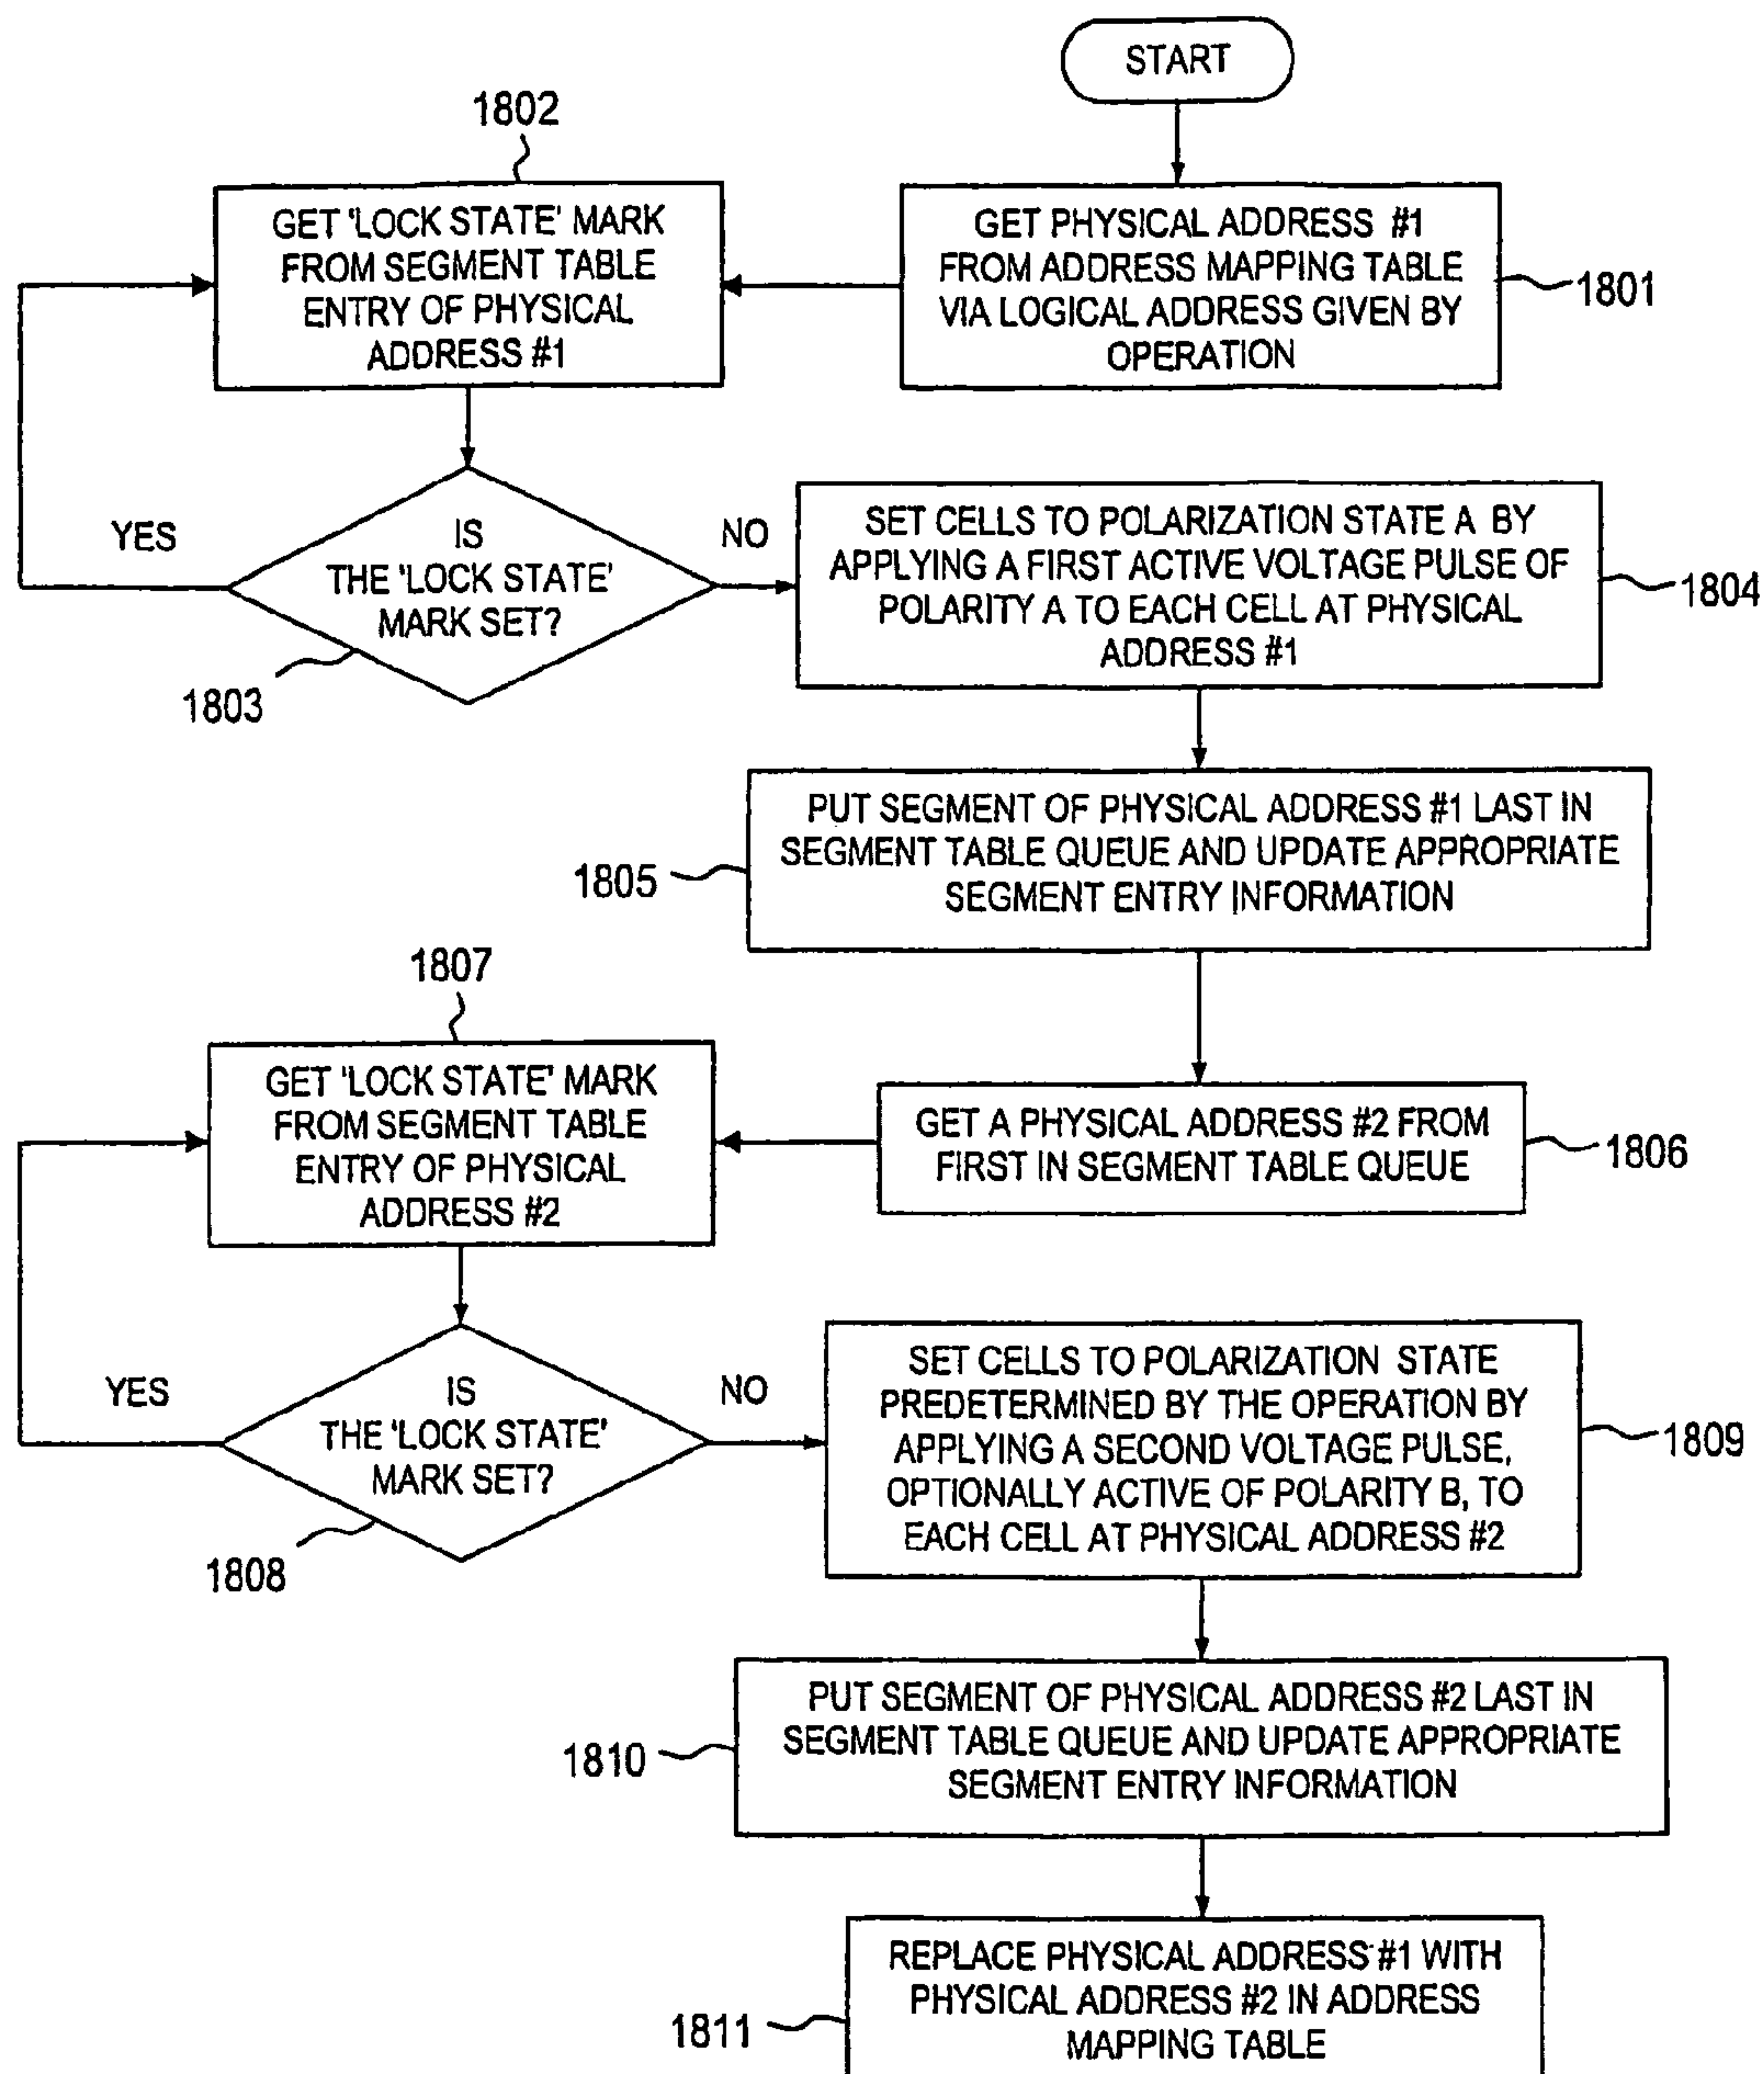 START
1802
GET 'LOCK STATE' MARK
FROM SEGMENT TABLE
ENTRY OF PHYSICAL
ADDRESS #1
GET PHYSICAL ADDRESS #1
FROM ADDRESS MAPPING TABLE
VIA LOGICAL ADDRESS GIVEN BY
OPERATION
1801
YES
IS
THE 'LOCK STATE'
MARK SET?
NO
1803
SET CELLS TO POLARIZATION STATE A BY
APPLYING A FIRST ACTIVE VOLTAGE PULSE OF
POLARITY A TO EACH CELL AT PHYSICAL
ADDRESS #1
1804
PUT SEGMENT OF PHYSICAL ADDRESS #1 LAST IN
SEGMENT TABLE QUEUE AND UPDATE APPROPRIATE
SEGMENT ENTRY INFORMATION
1805
1807
GET 'LOCK STATE' MARK
FROM SEGMENT TABLE
ENTRY OF PHYSICAL
ADDRESS #2
GET A PHYSICAL ADDRESS #2 FROM
FIRST IN SEGMENT TABLE QUEUE
1806
YES
IS
THE 'LOCK STATE'
MARK SET?
NO
1808
SET CELLS TO POLARIZATION STATE
PREDETERMINED BY THE OPERATION BY
APPLYING A SECOND VOLTAGE PULSE,
OPTIONALLY ACTIVE OF POLARITY B, TO
EACH CELL AT PHYSICAL ADDRESS #2
1809
PUT SEGMENT OF PHYSICAL ADDRESS #2 LAST IN
SEGMENT TABLE QUEUE AND UPDATE APPROPRIATE
SEGMENT ENTRY INFORMATION
1810
REPLACE PHYSICAL ADDRESS #1 WITH
PHYSICAL ADDRESS #2 IN ADDRESS
MAPPING TABLE
1811